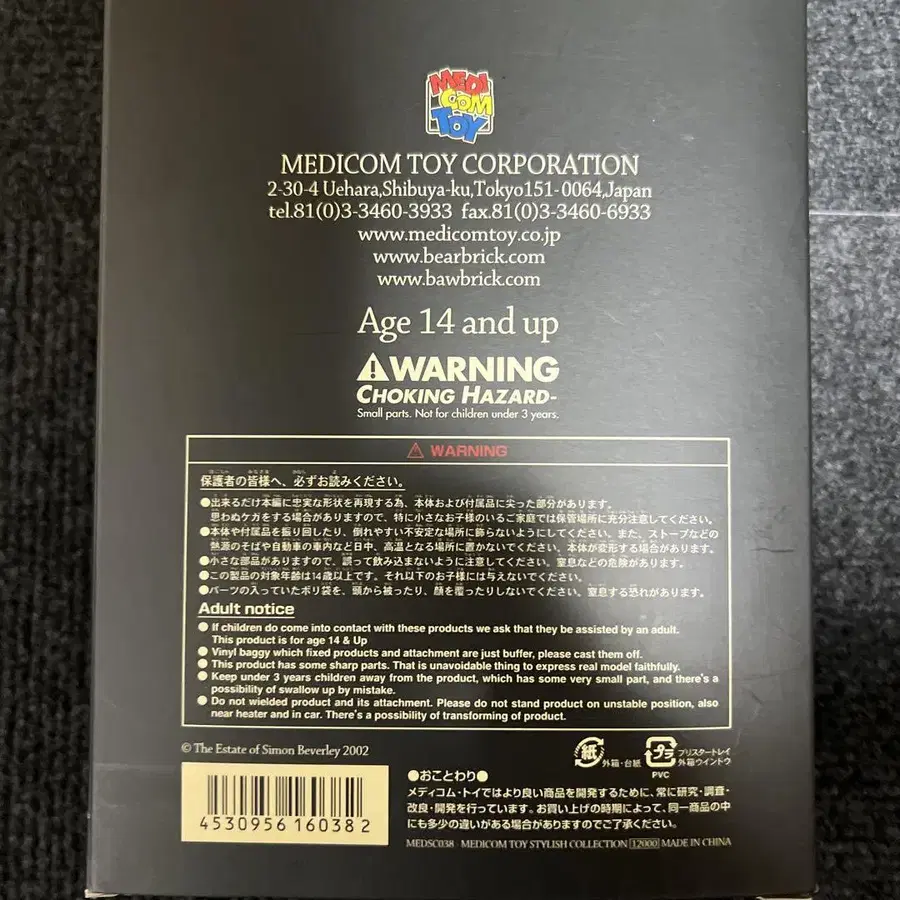 MEDI
COM
TOY
MEDICOM TOY CORPORATION
2-30-4 Uehara,Shibuya-ku,Tokyo151-0064,Japan
tel.81(0)3-3460-3933 fax.81(0)3-3460-6933
www.medicomtoy.co.jp
www.bearbrick.com
www.bawbrick.com
Age 14 and up
⚠WARNING
CHOKING HAZARD-
Small parts. Not for children under 3 years.
⚠ WARNING
保護者の皆様へ、必ずお読みください。
●出来るだけ本編に忠実な形状を再現する為、本体および付属品に尖った部分があります。
思わぬケガをする場合がありますので、特に小さなお子様のいるご家庭では保管場所に充分注意してください。
●本体や付属品を振り回したり、倒れやすい不安定な場所に飾らないようにしてください。また、ストーブなどの
熱源のそばや自動車の車内など日中、高温となる場所に置かないでください。本体が変形する場合があります。
●小さな部品がありますので、誤って飲み込まないように注意してください。窒息などの危険があります。
●この製品の対象年齢は14歳以上です。それ以下のお子様には与えないでください。
●パーツの入っていたポリ袋を、頭から被ったり、顔を覆ったりしないでください。窒息する恐れがあります。
Adult notice
● If children do come into contact with these products we ask that they be assisted by an adult.
This product is for age 14 & Up
● Vinyl baggy which fixed products and attachment are just buffer, please cast them off.
● This product has some sharp parts. That is unavoidable thing to express real model faithfully.
● Keep under 3 years children away from the product, which has some very small part, and there's a
possibility of swallow up by mistake.
● Do not wielded product and its attachment. Please do not stand product on unstable position, also
near heater and in car. There's a possibility of transforming of product.
© The Estate of Simon Beverley 2002
紙 外箱・台紙
プラ PVC
ブリスタートレイ
外箱ウインドウ
4530956160382
●おことわり●
メディコム・トイではより良い商品を開発するために、常に研究・調査・
改良・開発を行っています。お買い上げの時期によって、同一商品の中
にも多少の違いがある場合がありますのでご了承ください。
MEDSC038 - MEDICOM TOY STYLISH COLLECTION 12000 MADE IN CHINA